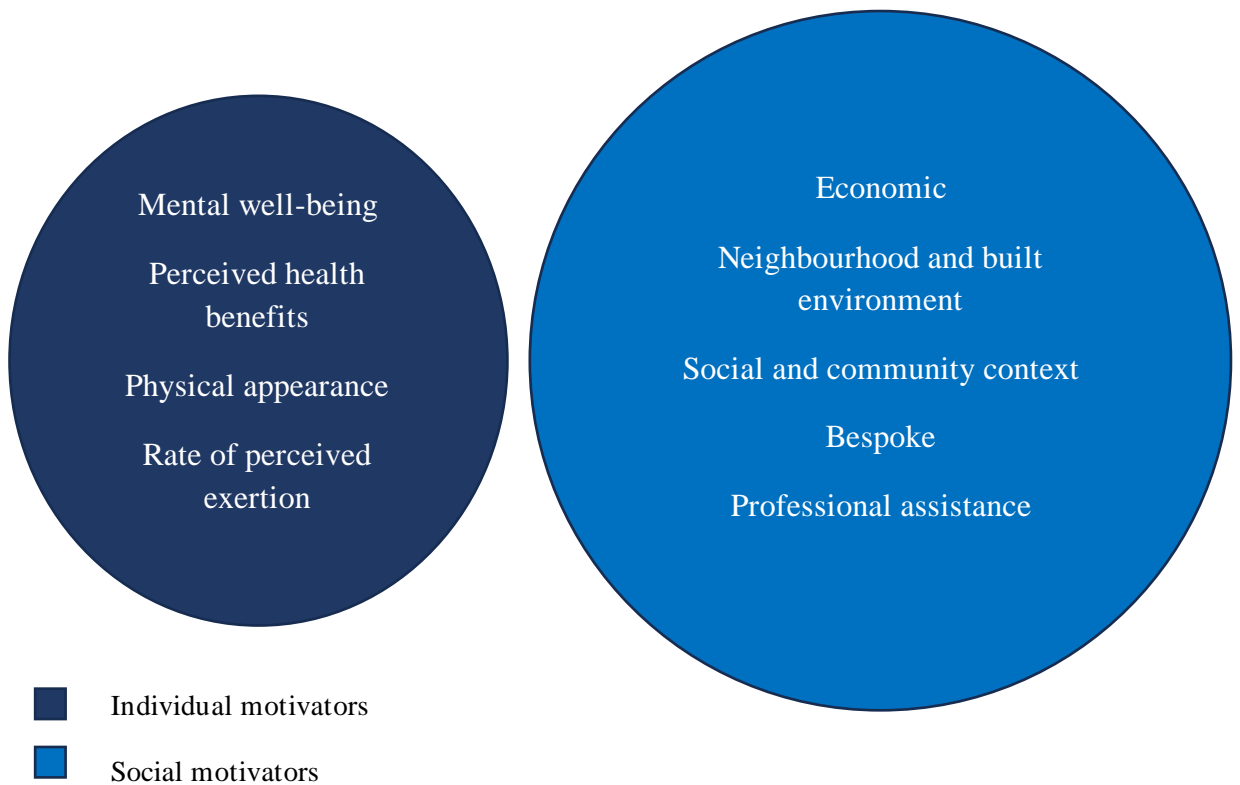 Mental well-being
Perceived health
benefits
Physical appearance
Rate of perceived
exertion
Economic
Neighbourhood and built
environment
Social and community context
Bespoke
Professional assistance
Individual motivators
Social motivators